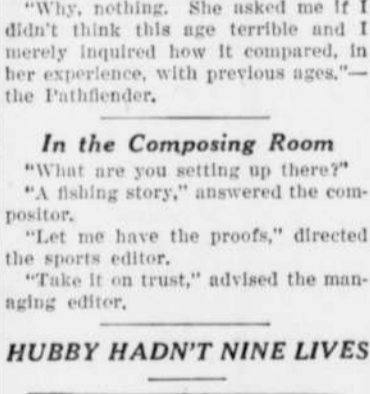 "Why, nothing. She asked me if I
didn't think this age terrible and I
merely inquired how it compared, in
her experience, with previous ages."—
the Pathfiender.
In the Composing Room
"What are you setting up there?"
"A fishing story," answered the com-
positor.
"Let me have the proofs," directed
the sports editor.
"Take it on trust," advised the man-
aging editor.
HUBBY HADN'T NINE LIVES